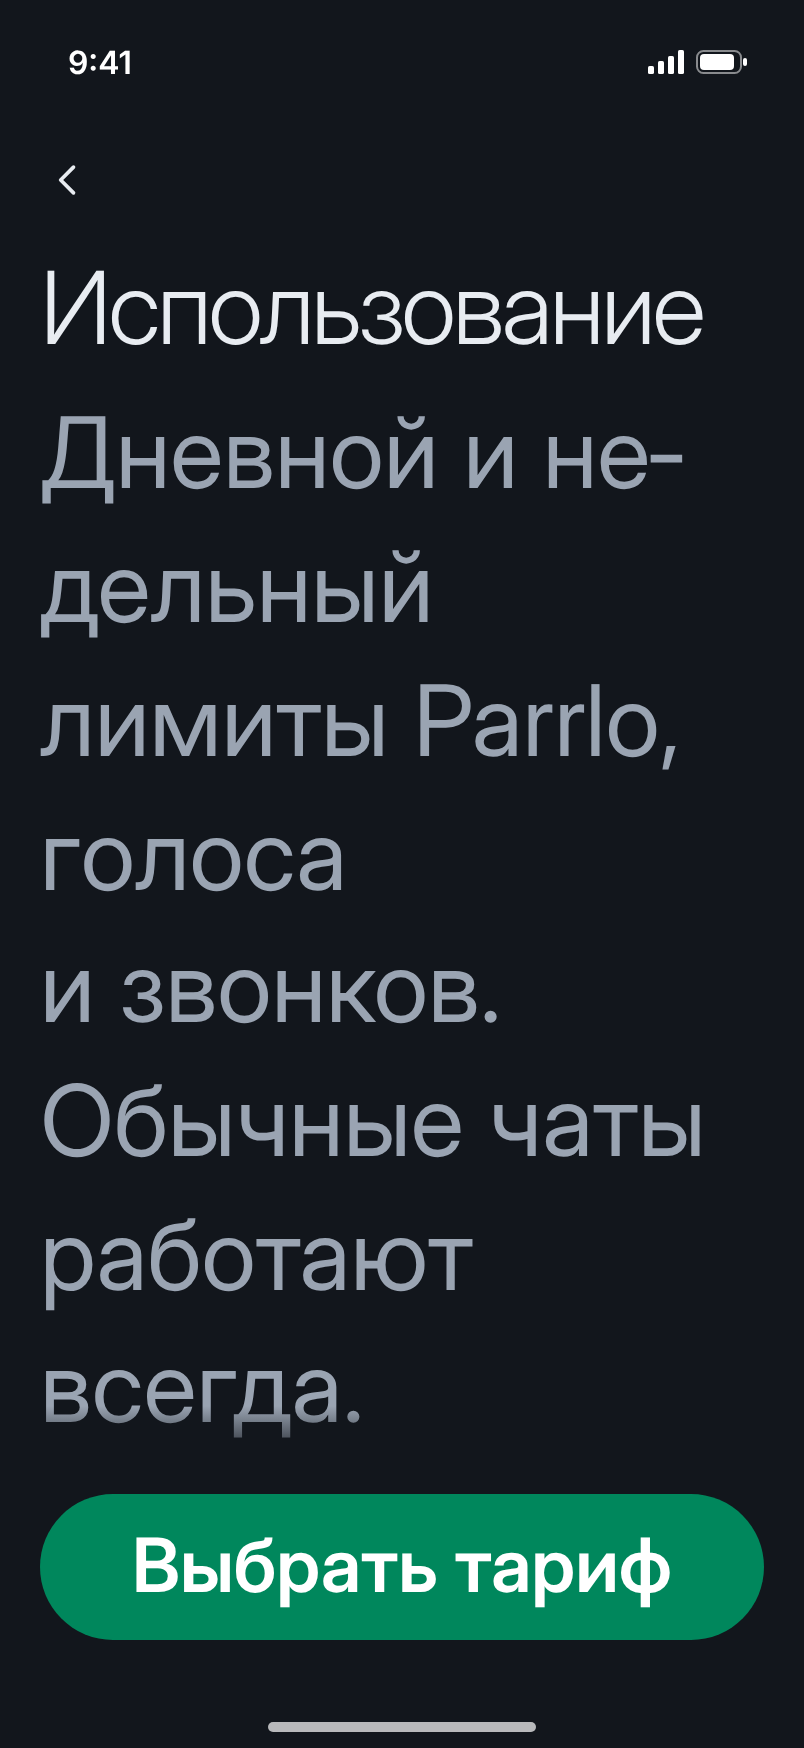 9:41
Использование
Дневной и не-
дельный
лимиты Parrlo,
голоса
и звонков.
Обычные чаты
работают
всегда.
Выбрать тариф